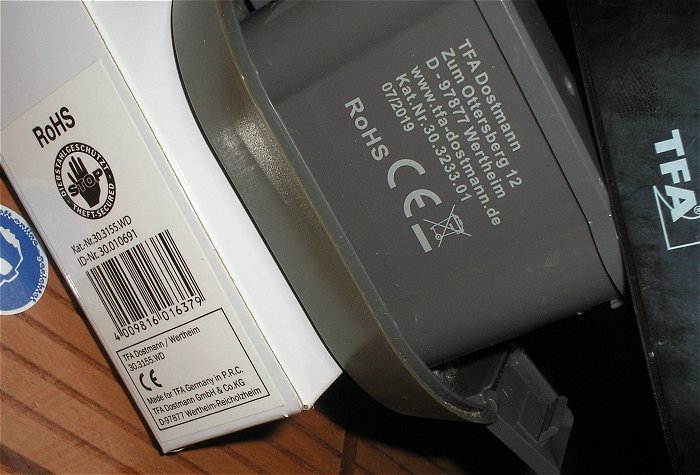 RoHS
DIEBSTAHLGESCHÜTZT
STOP
THEFT-SECURED
Kat.-Nr.30.3155.WD
ID-Nr.30.010691
4 009816 016379
TFA Dostmann / Wertheim
30.3155.WD
CE
Made for TFA Germany in P.R.C.
TFA Dostmann GmbH & Co.KG
D-97877 Wertheim-Reicholzheim
TFA Dostmann
Zum Ottersberg 12
D - 97877 Wertheim
www.tfa-dostmann.de
Kat.Nr.30.3233.01
07/2019
RoHS CE
TFA